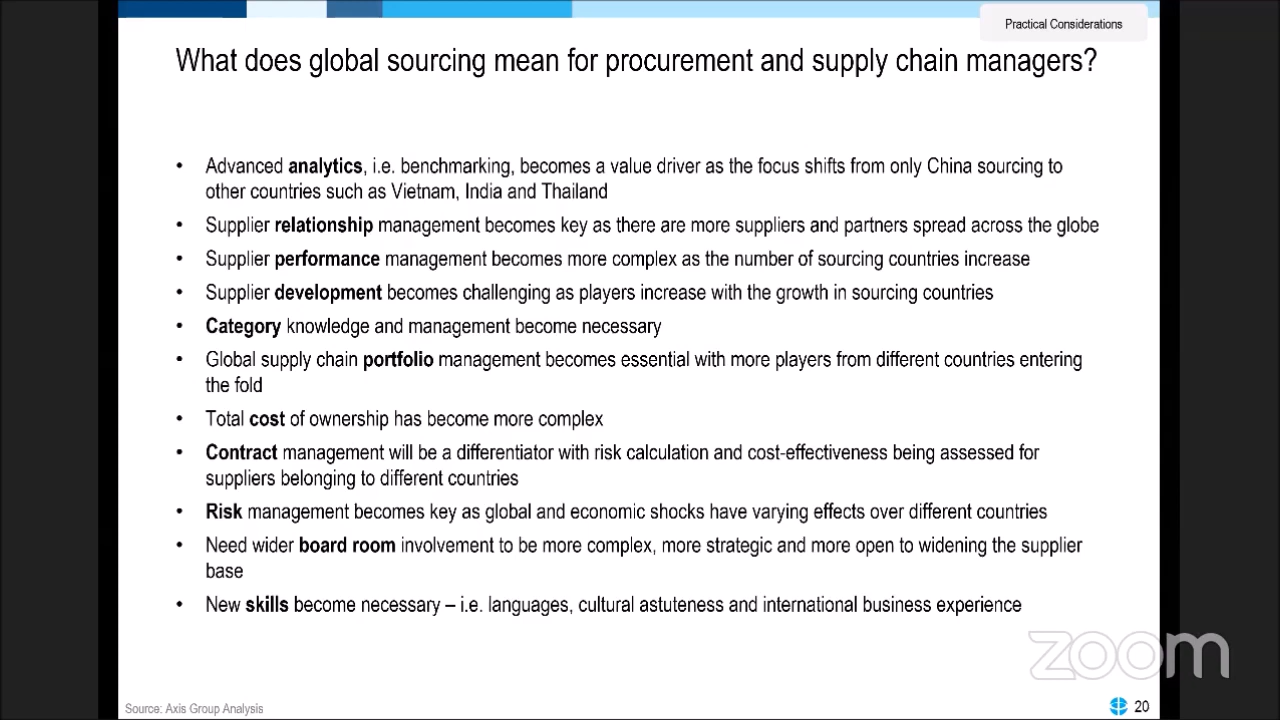 Practical Considerations
What does global sourcing mean for procurement and supply chain managers?
• Advanced analytics, i.e. benchmarking, becomes a value driver as the focus shifts from only China sourcing to
other countries such as Vietnam, India and Thailand
• Supplier relationship management becomes key as there are more suppliers and partners spread across the globe
• Supplier performance management becomes more complex as the number of sourcing countries increase
• Supplier development becomes challenging as players increase with the growth in sourcing countries
• Category knowledge and management become necessary
• Global supply chain portfolio management becomes essential with more players from different countries entering
the fold
• Total cost of ownership has become more complex
• Contract management will be a differentiator with risk calculation and cost-effectiveness being assessed for
suppliers belonging to different countries
• Risk management becomes key as global and economic shocks have varying effects over different countries
• Need wider board room involvement to be more complex, more strategic and more open to widening the supplier
base
• New skills become necessary – i.e. languages, cultural astuteness and international business experience
zoom
Source: Axis Group Analysis
20